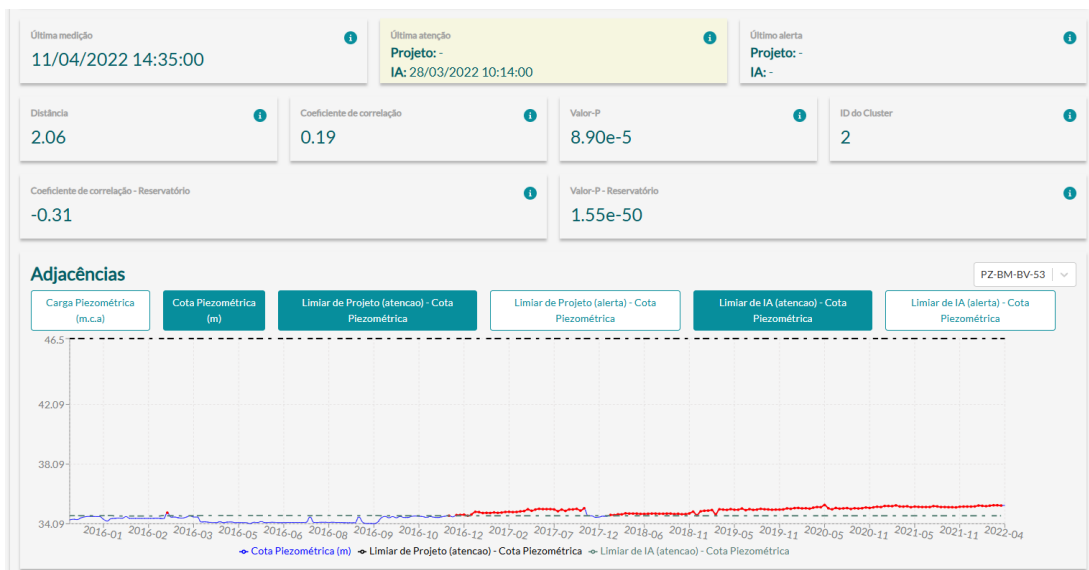 Última medição
11/04/2022 14:35:00
Última atenção
Projeto: -
IA: 28/03/2022 10:14:00
Último alerta
Projeto: -
IA: -
Distância
2.06
Coeficiente de correlação
0.19
Valor-P
8.90e-5
ID do Cluster
2
Coeficiente de correlação - Reservatório
-0.31
Valor-P - Reservatório
1.55e-50
Adjacências
PZ-BM-BV-53
Carga Piezométrica
(m.c.a)
Cota Piezométrica
(m)
Limiar de Projeto (atencao) - Cota
Piezométrica
Limiar de Projeto (alerta) - Cota
Piezométrica
Limiar de IA (atencao) - Cota
Piezométrica
Limiar de IA (alerta) - Cota
Piezométrica
46.5
42.09
38.09
34.09
2016-01 2016-02 2016-03 2016-05 2016-06 2016-08 2016-09 2016-10 2016-12 2017-02 2017-07 2017-12 2018-06 2018-11 2019-05 2019-11 2020-05 2020-11 2021-05 2021-11 2022-04
Cota Piezométrica (m) Limiar de Projeto (atencao) - Cota Piezométrica Limiar de IA (atencao) - Cota Piezométrica